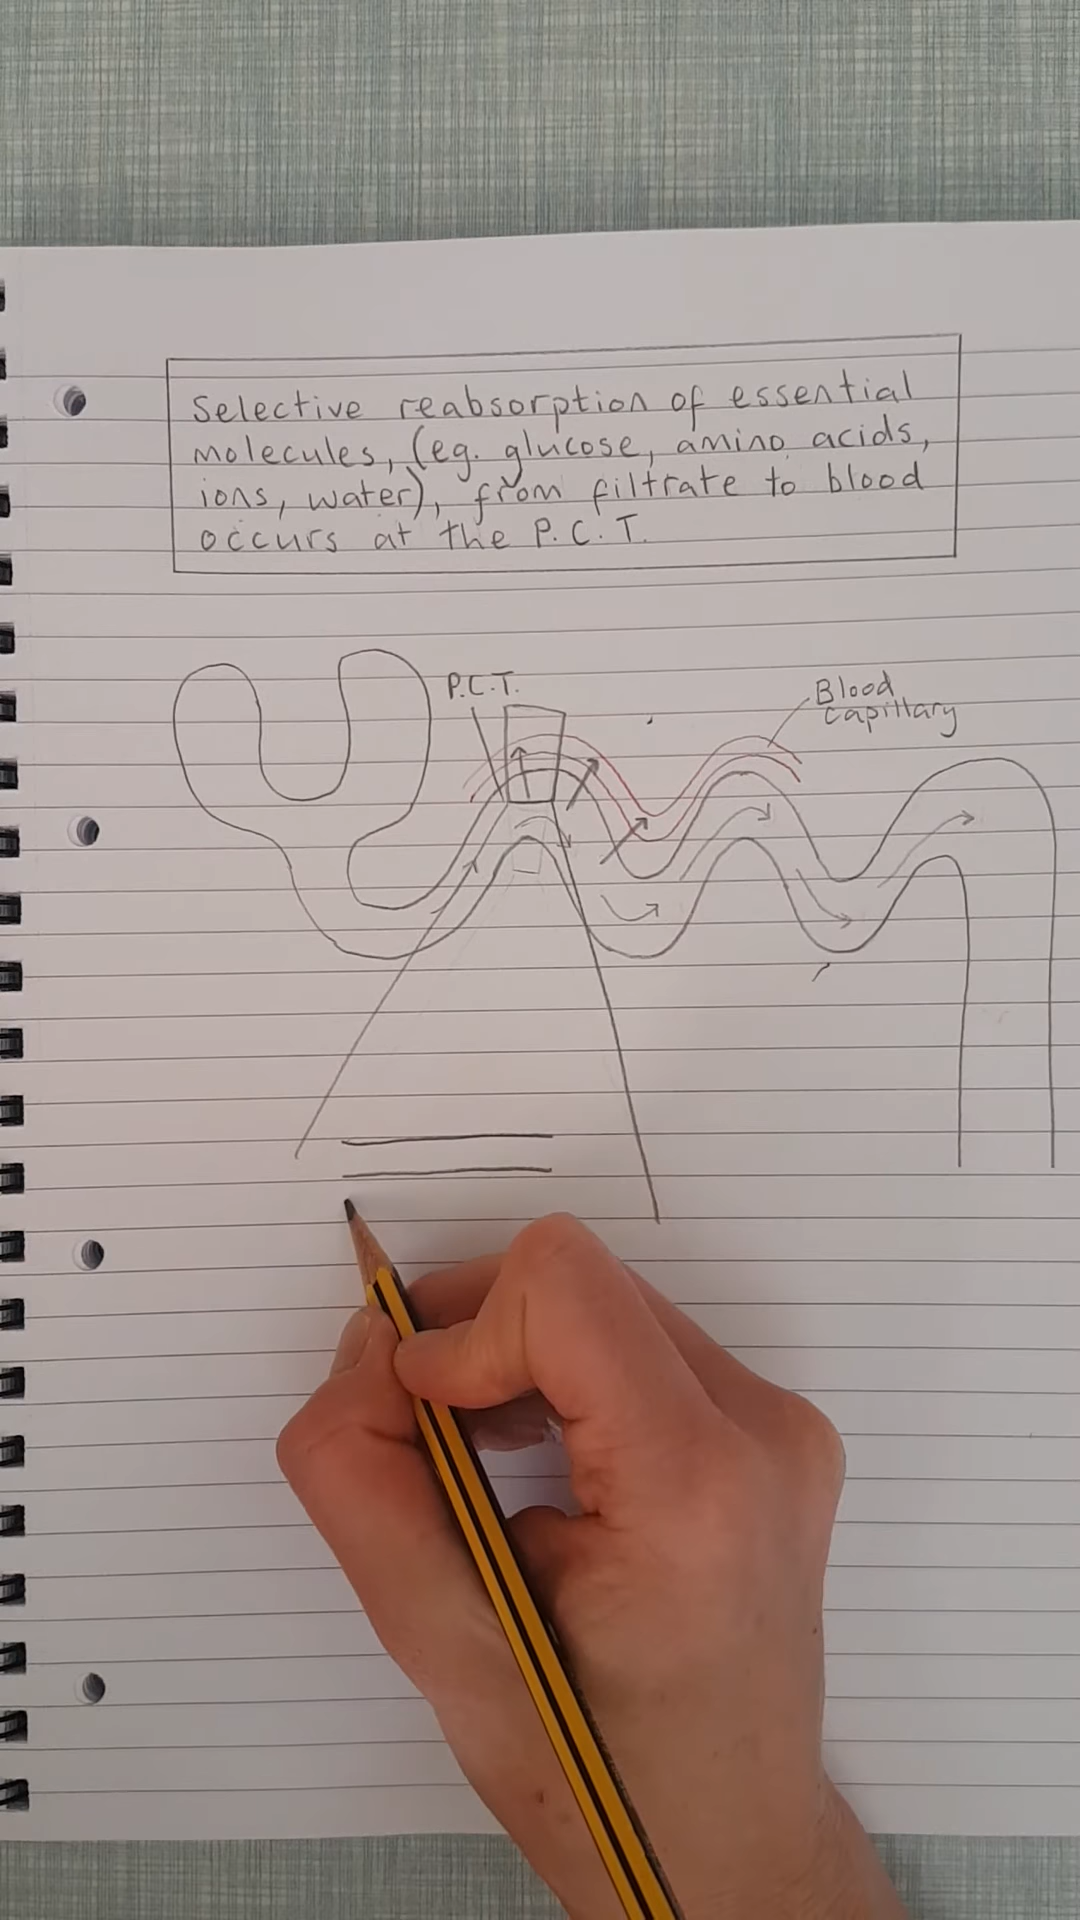 Selective reabsorption of essential
molecules, (eg. glucose, amino acids,
ions, water), from filtrate to blood
occurs at the P.C.T.
P.C.T.
Blood
capillary